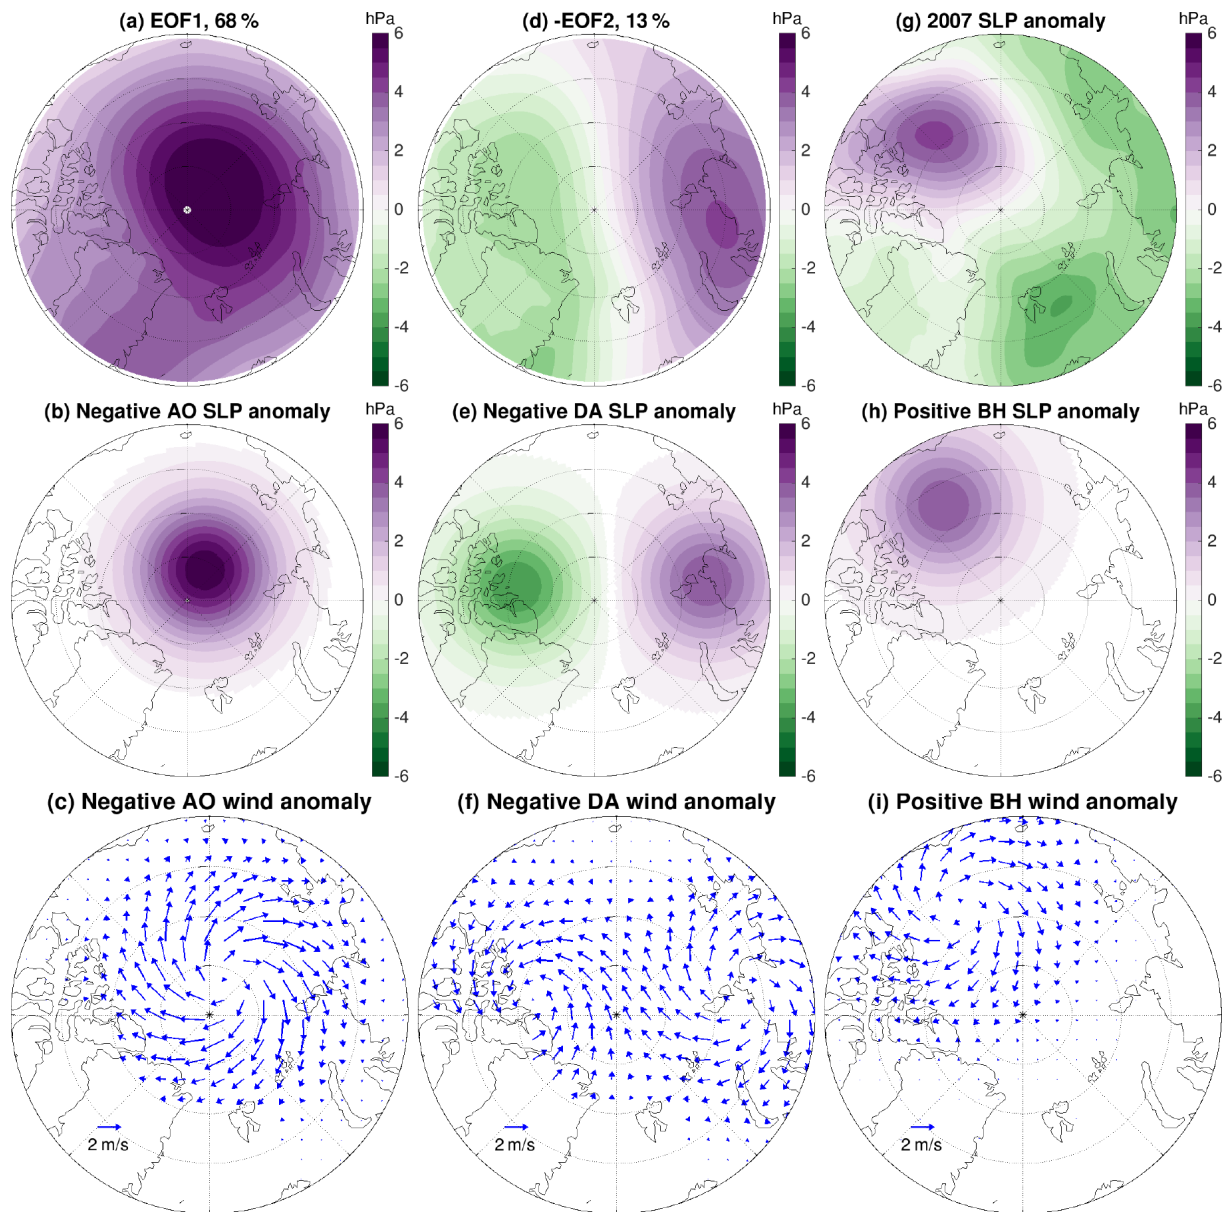 (a) EOF1, 68 %
hPa
6
4
2
0
-2
-4
-6
(d) -EOF2, 13 %
hPa
6
4
2
0
-2
-4
-6
(g) 2007 SLP anomaly
hPa
6
4
2
0
-2
-4
-6
(b) Negative AO SLP anomaly
hPa
6
4
2
0
-2
-4
-6
(e) Negative DA SLP anomaly
hPa
6
4
2
0
-2
-4
-6
(h) Positive BH SLP anomaly
hPa
6
4
2
0
-2
-4
-6
(c) Negative AO wind anomaly
2 m/s
(f) Negative DA wind anomaly
2 m/s
(i) Positive BH wind anomaly
2 m/s